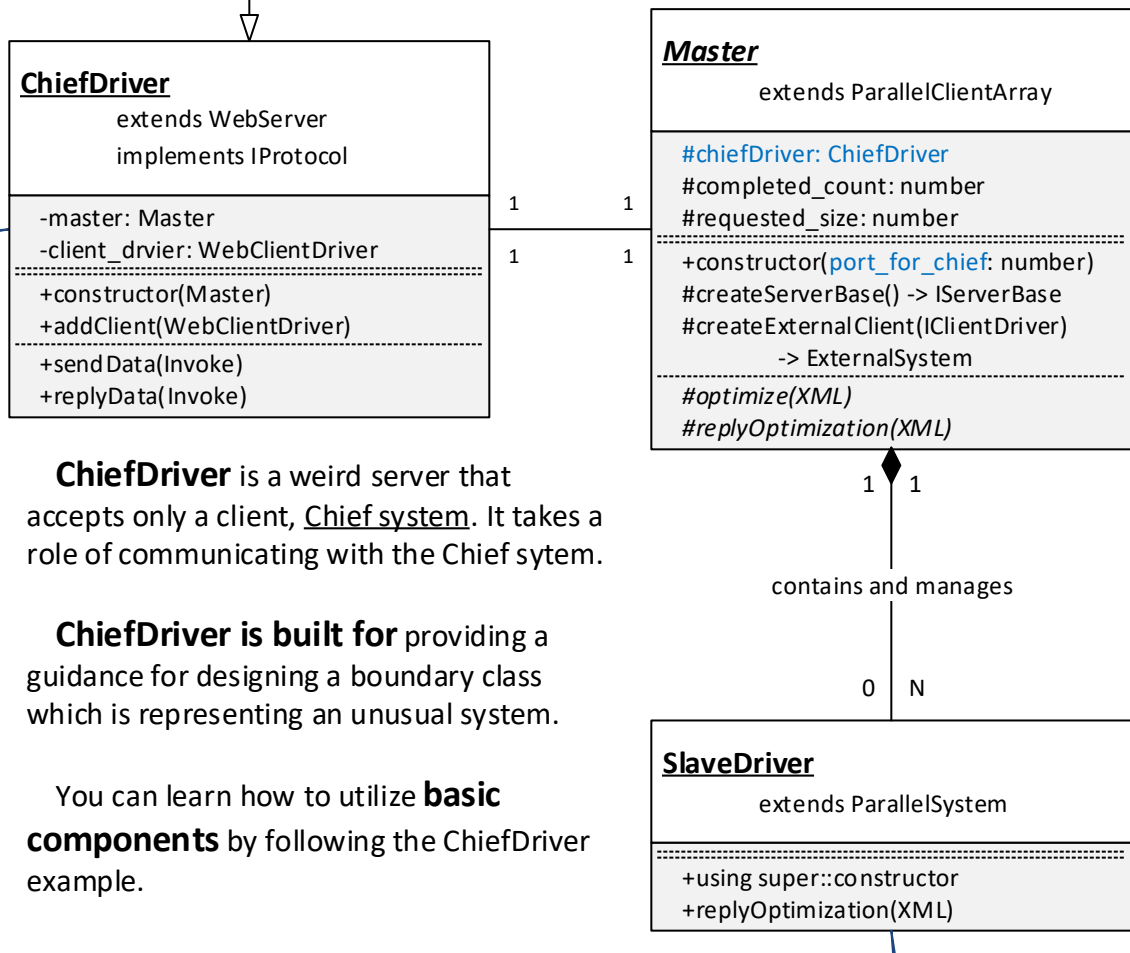 ChiefDriver
extends WebServer
implements IProtocol
-master: Master
-client_drvier: WebClientDriver
+constructor(Master)
+addClient(WebClientDriver)
+sendData(Invoke)
+replyData(Invoke)
1 1
1 1
Master
extends ParallelClientArray
#chiefDriver: ChiefDriver
#completed_count: number
#requested_size: number
+constructor(port_for_chief: number)
#createServerBase() -> IServerBase
#createExternalClient(IClientDriver)
-> ExternalSystem
#optimize(XML)
#replyOptimization(XML)
ChiefDriver is a weird server that
accepts only a client, Chief system. It takes a
role of communicating with the Chief sytem.
ChiefDriver is built for providing a
guidance for designing a boundary class
which is representing an unusual system.
You can learn how to utilize basic
components by following the ChiefDriver
example.
1 1
contains and manages
0 N
SlaveDriver
extends ParallelSystem
+using super::constructor
+replyOptimization(XML)